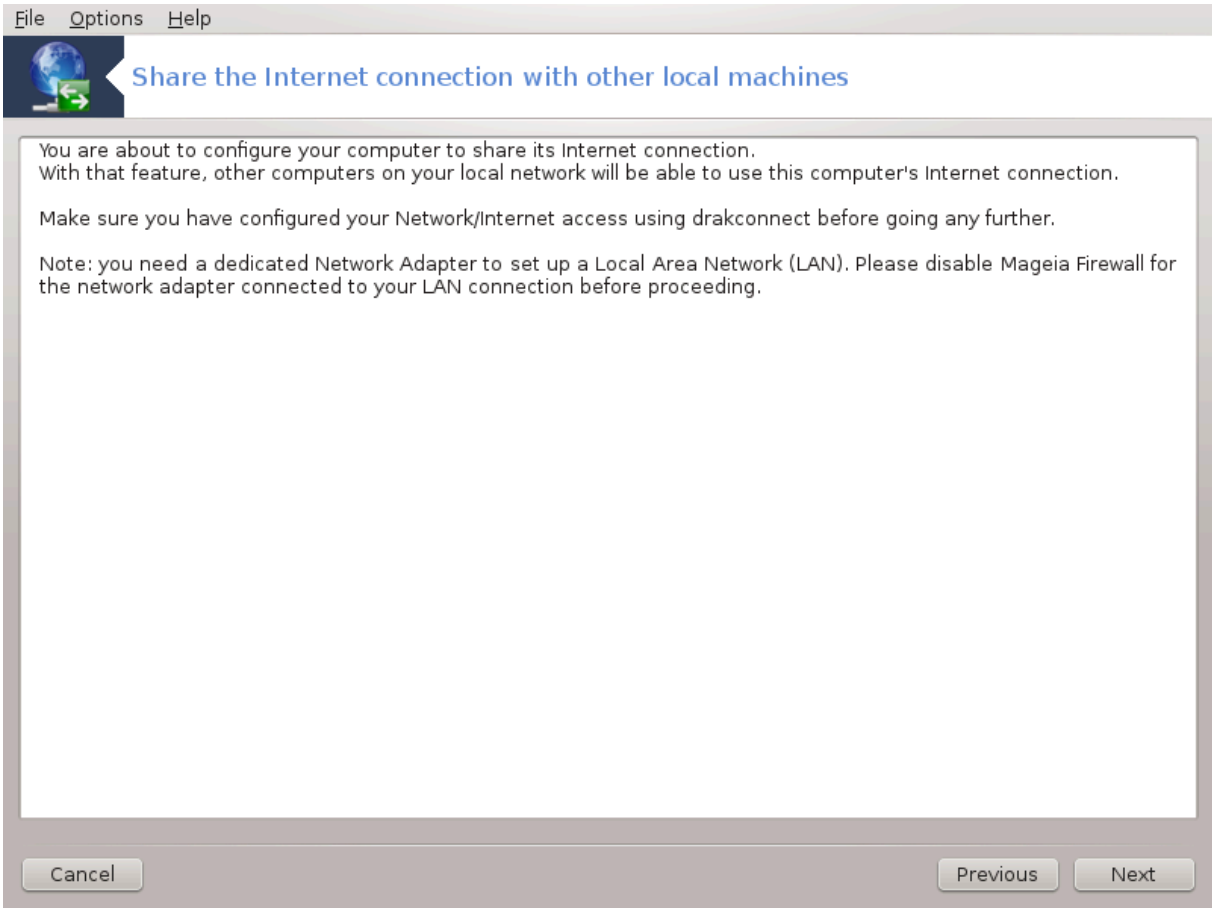 File Options Help
Share the Internet connection with other local machines
You are about to configure your computer to share its Internet connection.
With that feature, other computers on your local network will be able to use this computer's Internet connection.
Make sure you have configured your Network/Internet access using drakconnect before going any further.
Note: you need a dedicated Network Adapter to set up a Local Area Network (LAN). Please disable Mageia Firewall for
the network adapter connected to your LAN connection before proceeding.
Cancel Previous Next